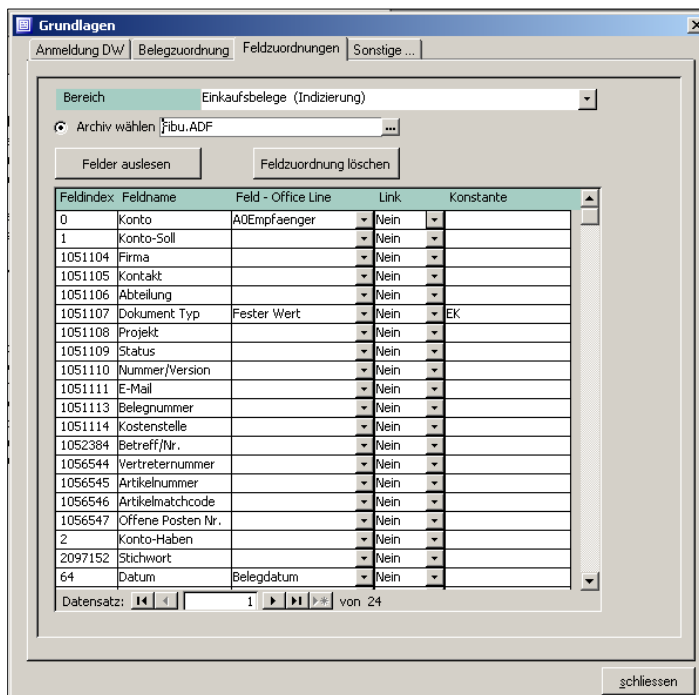 Grundlagen
Anmeldung DW Belegzuordnung Feldzuordnungen Sonstige ...
Bereich Einkaufsbelege (Indizierung)
Archiv wählen Fibu.ADF ...
Felder auslesen Feldzuordnung löschen
Feldindex Feldname Feld - Office Line Link Konstante
0 Konto A0Empfaenger Nein
1 Konto-Soll Nein
1051104 Firma Nein
1051105 Kontakt Nein
1051106 Abteilung Nein
1051107 Dokument Typ Fester Wert Nein EK
1051108 Projekt Nein
1051109 Status Nein
1051110 Nummer/Version Nein
1051111 E-Mail Nein
1051113 Belegnummer Nein
1051114 Kostenstelle Nein
1052384 Betreff/Nr. Nein
1056544 Vertreternummer Nein
1056545 Artikelnummer Nein
1056546 Artikelmatchcode Nein
1056547 Offene Posten Nr. Nein
2 Konto-Haben Nein
2097152 Stichwort Nein
64 Datum Belegdatum Nein
Datensatz: 1 von 24
schliessen